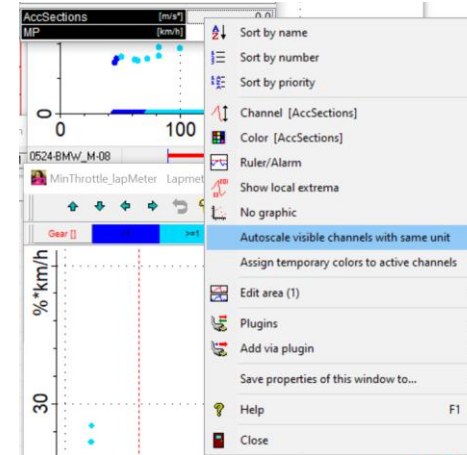 AccSections [m/s²] 0.0
MP [km/h]
0
0 100
0524-BMW_M-08
MinThrottle_lapMeter Lapmet
Gear [] >=1
%*km/h
30
Sort by name
Sort by number
Sort by priority
Channel [AccSections]
Color [AccSections]
Ruler/Alarm
Show local extrema
No graphic
Autoscale visible channels with same unit
Assign temporary colors to active channels
Edit area (1)
Plugins
Add via plugin
Save properties of this window to...
Help F1
Close